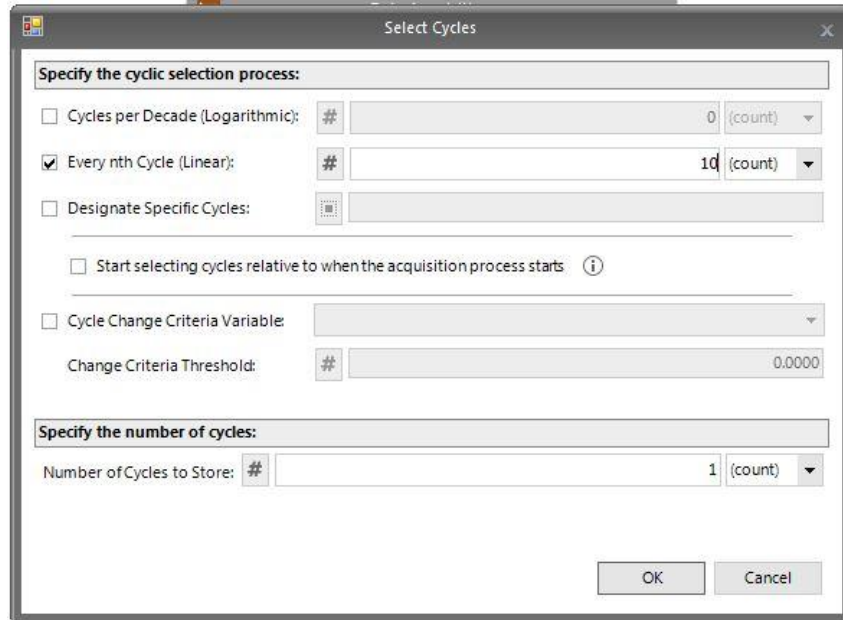 Select Cycles
x
Specify the cyclic selection process:
Cycles per Decade (Logarithmic): # 0 (count)
Every nth Cycle (Linear): # 10 (count)
Designate Specific Cycles:
Start selecting cycles relative to when the acquisition process starts i
Cycle Change Criteria Variable:
Change Criteria Threshold: # 0.0000
Specify the number of cycles:
Number of Cycles to Store: # 1 (count)
OK Cancel